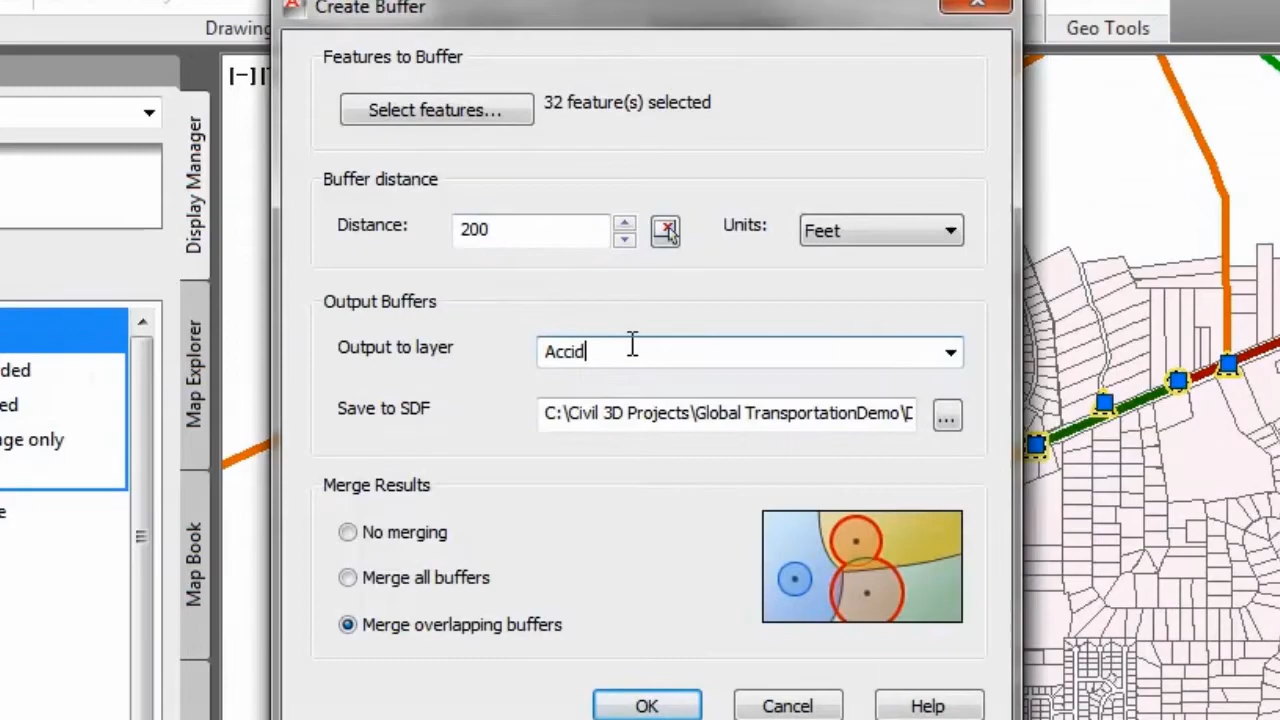 Create Buffer
Drawing
Geo Tools
Features to Buffer
Select features...
32 feature(s) selected
Buffer distance
Distance:
200
Units:
Feet
Output Buffers
Output to layer
Accid
Save to SDF
C:\Civil 3D Projects\Global TransportationDemo\D
...
Merge Results
No merging
Merge all buffers
Merge overlapping buffers
OK
Cancel
Help
[−]
Display Manager
Map Explorer
Map Book
ded
ed
ge only
e